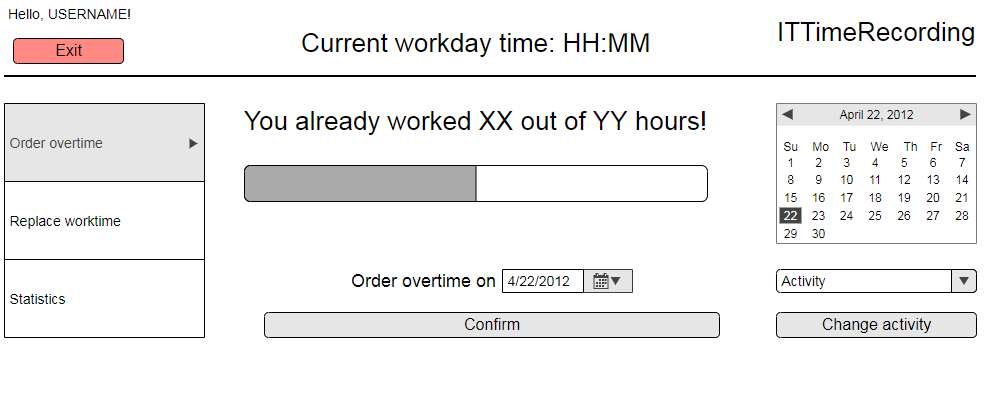 Hello, USERNAME!
Exit
Current workday time: HH:MM
ITTimeRecording
Order overtime
Replace worktime
Statistics
You already worked XX out of YY hours!
Order overtime on 4/22/2012
Confirm
April 22, 2012
Su Mo Tu We Th Fr Sa
1 2 3 4 5 6 7
8 9 10 11 12 13 14
15 16 17 18 19 20 21
22 23 24 25 26 27 28
29 30
Activity
Change activity